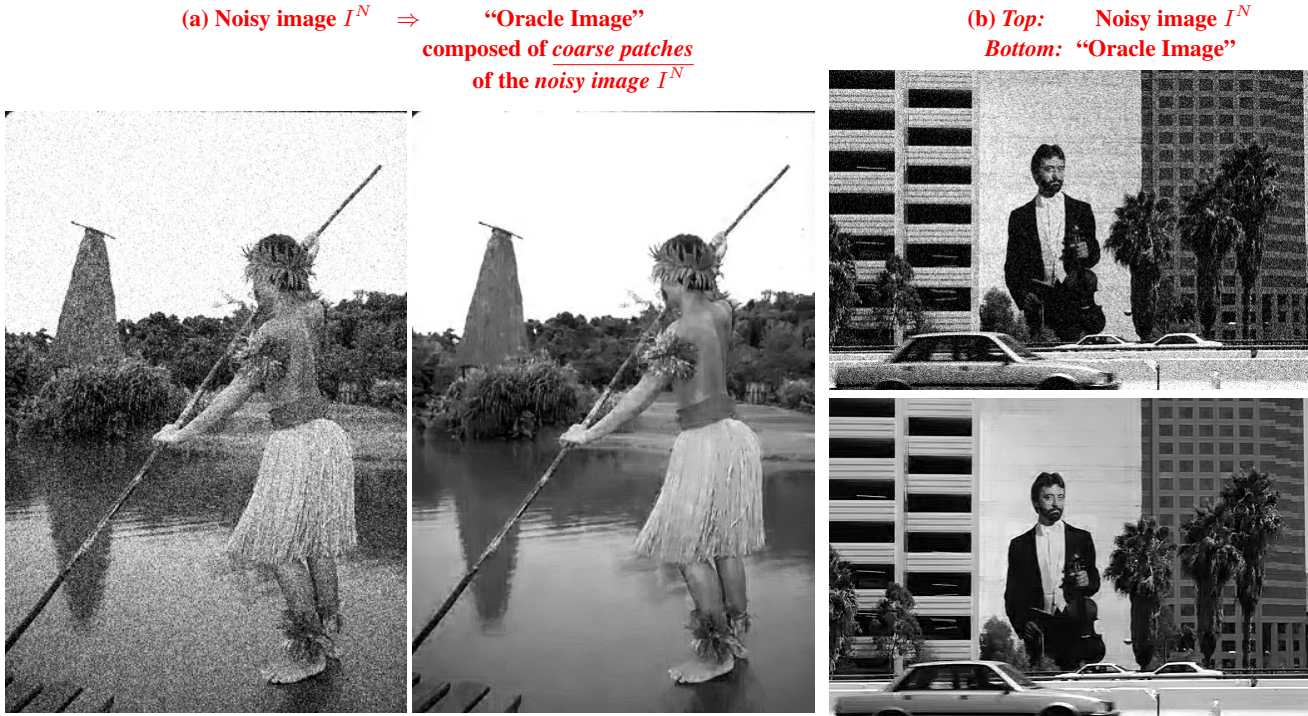 (a) Noisy image I^N ⇒ “Oracle Image”
composed of coarse patches
of the noisy image I^N
(b) Top: Noisy image I^N
Bottom: “Oracle Image”